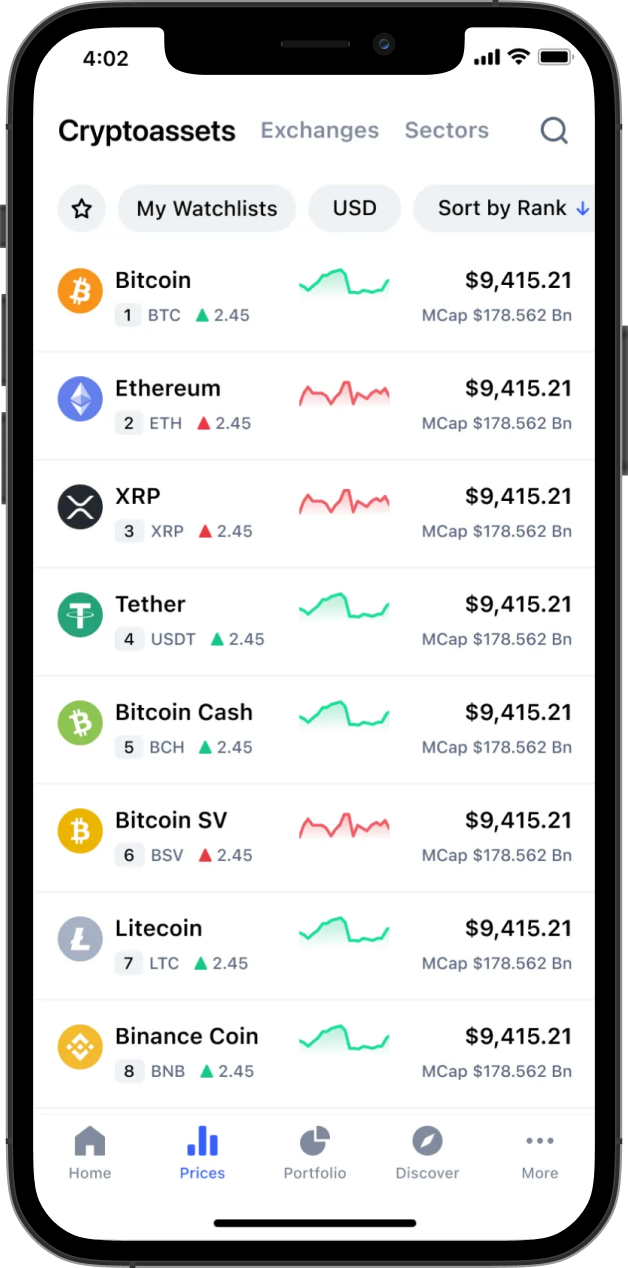 4:02
Cryptoassets Exchanges Sectors
My Watchlists USD Sort by Rank ↓
Bitcoin $9,415.21
1 BTC ▲ 2.45 MCap $178.562 Bn
Ethereum $9,415.21
2 ETH ▲ 2.45 MCap $178.562 Bn
XRP $9,415.21
3 XRP ▲ 2.45 MCap $178.562 Bn
Tether $9,415.21
4 USDT ▲ 2.45 MCap $178.562 Bn
Bitcoin Cash $9,415.21
5 BCH ▲ 2.45 MCap $178.562 Bn
Bitcoin SV $9,415.21
6 BSV ▲ 2.45 MCap $178.562 Bn
Litecoin $9,415.21
7 LTC ▲ 2.45 MCap $178.562 Bn
Binance Coin $9,415.21
8 BNB ▲ 2.45 MCap $178.562 Bn
Home Prices Portfolio Discover More